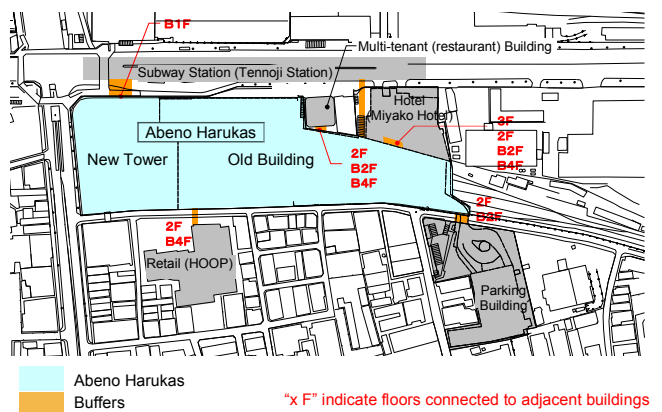 B1F
Multi-tenant (restaurant) Building
Subway Station (Tennoji Station)
Hotel
(Miyako Hotel)
3F
2F
B2F
B4F
Abeno Harukas
New Tower
Old Building
2F
B2F
B4F
2F
B2F
2F
B4F
Retail (HOOP)
Parking
Building
Abeno Harukas
Buffers
“x F” indicate floors connected to adjacent buildings